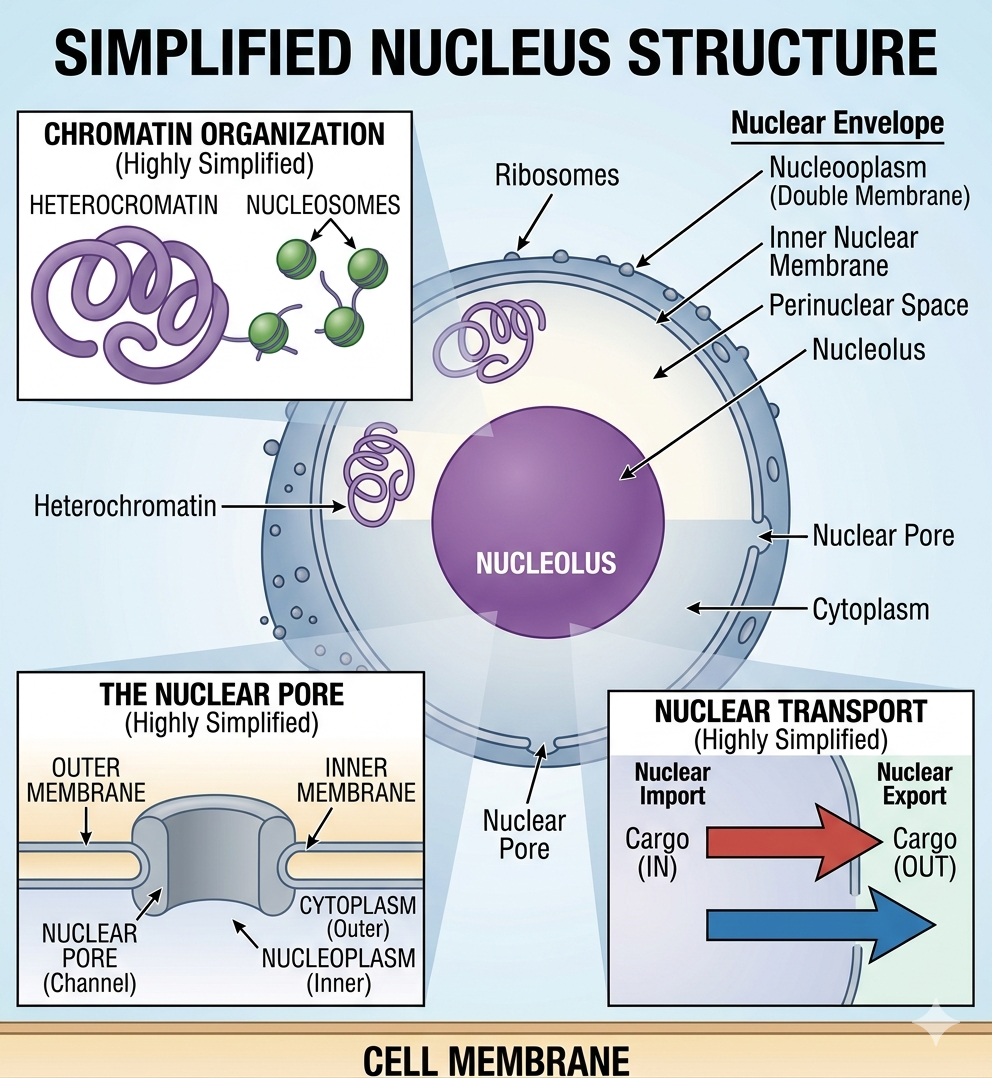 SIMPLIFIED NUCLEUS STRUCTURE
CHROMATIN ORGANIZATION
(Highly Simplified)
HETEROCROMATIN
NUCLEOSOMES
Ribosomes
Nuclear Envelope
Nucleooplasm
(Double Membrane)
Inner Nuclear
Membrane
Perinuclear Space
Nucleolus
Heterochromatin
NUCLEOLUS
Nuclear Pore
Cytoplasm
THE NUCLEAR PORE
(Highly Simplified)
OUTER
MEMBRANE
INNER
MEMBRANE
NUCLEAR
PORE
(Channel)
CYTOPLASM
(Outer)
NUCLEOPLASM
(Inner)
Nuclear
Pore
NUCLEAR TRANSPORT
(Highly Simplified)
Nuclear
Import
Nuclear
Export
Cargo
(IN)
Cargo
(OUT)
CELL MEMBRANE